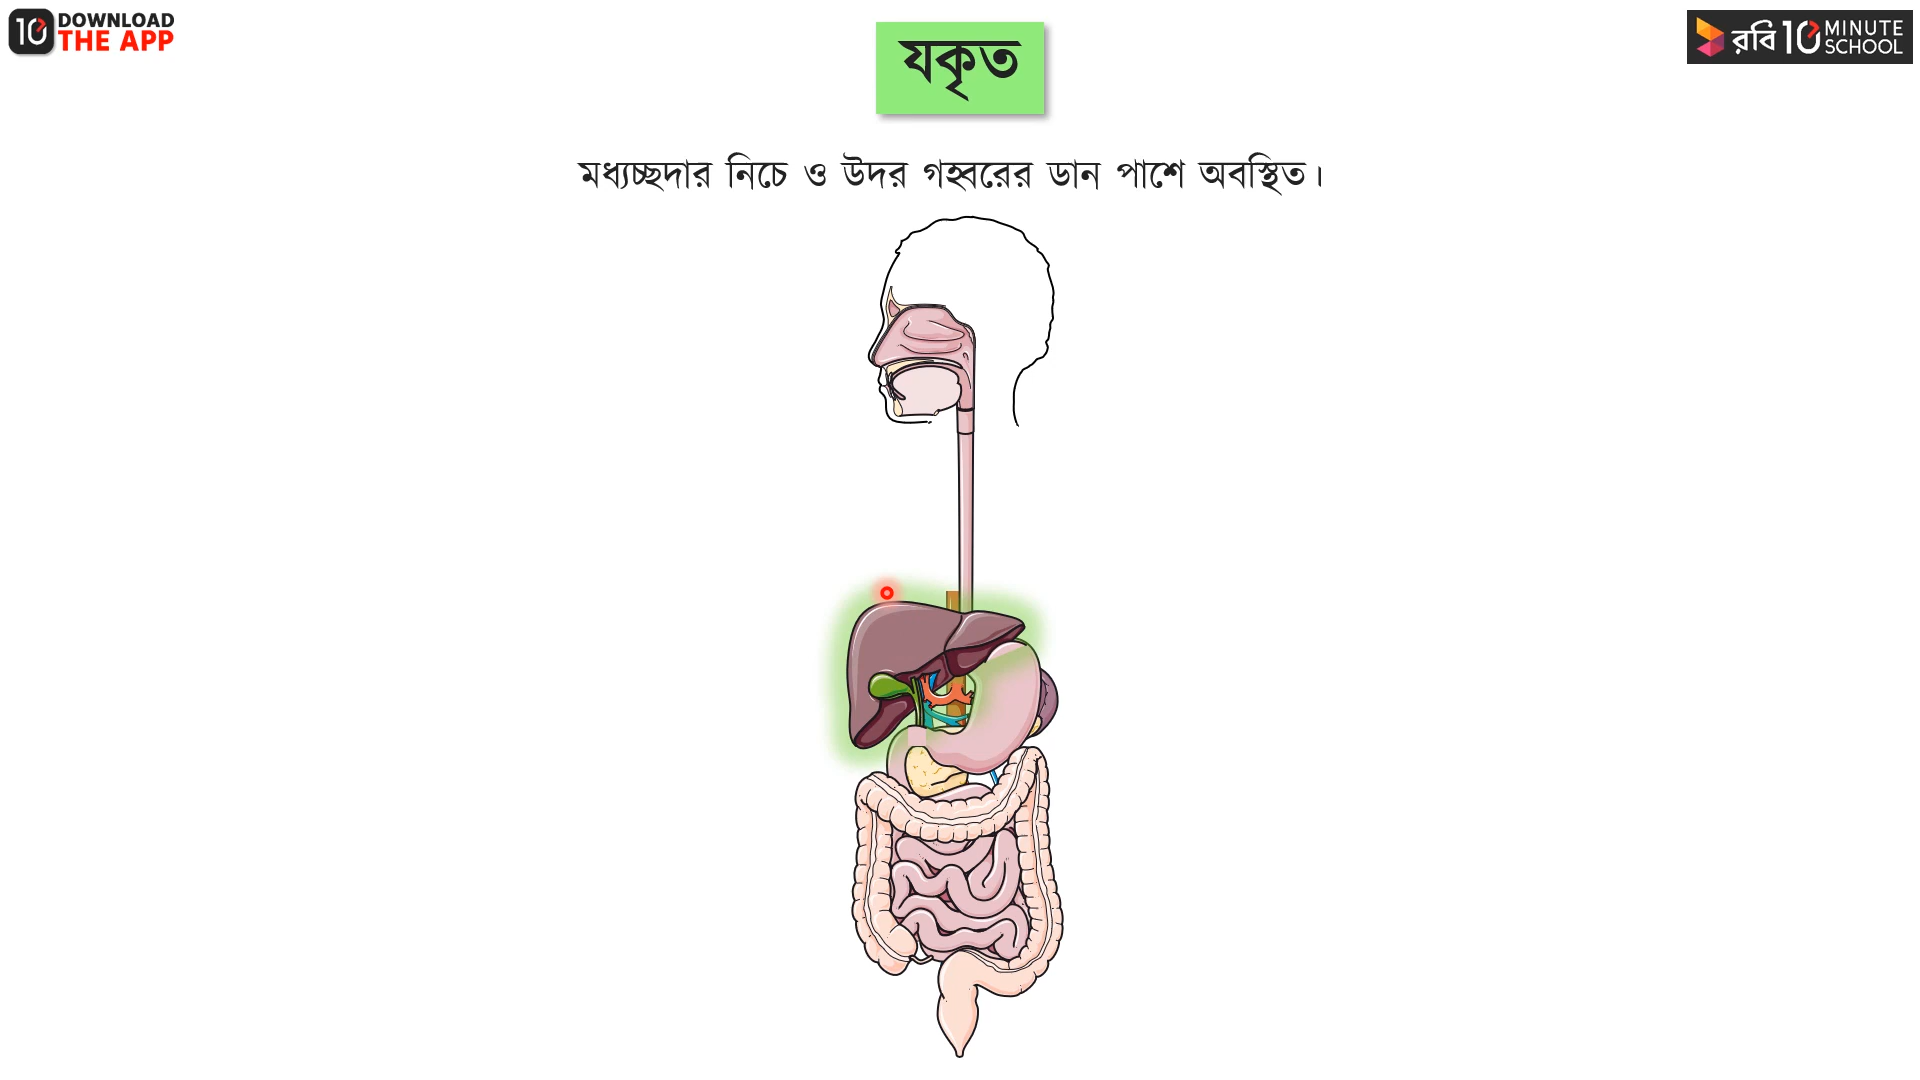 10 DOWNLOAD
THE APP
রবি 10 MINUTE
SCHOOL
যকৃত
মধ্যচ্ছদার নিচে ও উদর গহ্বরের ডান পাশে অবস্থিত।